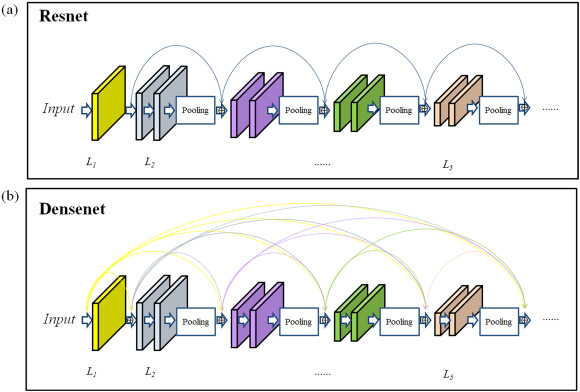 (a)
Resnet
Input
Pooling
Pooling
Pooling
Pooling
......
L1
L2
......
L5
(b)
Densenet
Input
Pooling
Pooling
Pooling
Pooling
......
L1
L2
......
L5